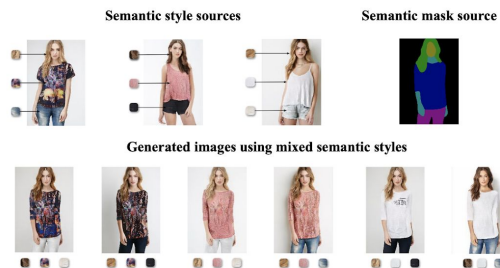 Semantic style sources
Semantic mask source
Generated images using mixed semantic styles